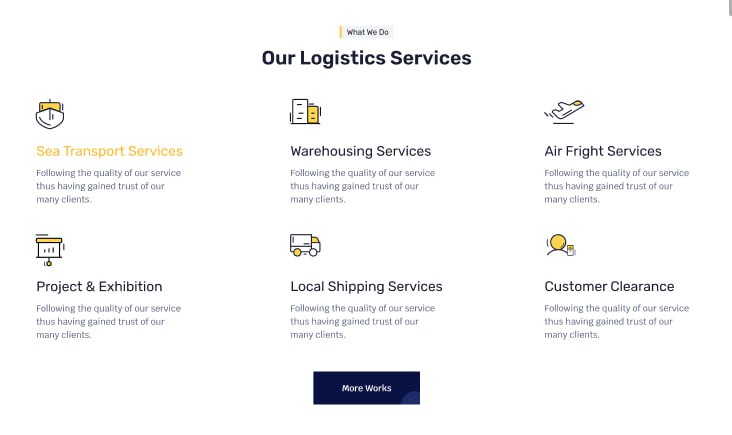 What We Do
Our Logistics Services
Sea Transport Services
Following the quality of our service
thus having gained trust of our
many clients.
Warehousing Services
Following the quality of our service
thus having gained trust of our
many clients.
Air Fright Services
Following the quality of our service
thus having gained trust of our
many clients.
Project & Exhibition
Following the quality of our service
thus having gained trust of our
many clients.
Local Shipping Services
Following the quality of our service
thus having gained trust of our
many clients.
Customer Clearance
Following the quality of our service
thus having gained trust of our
many clients.
More Works